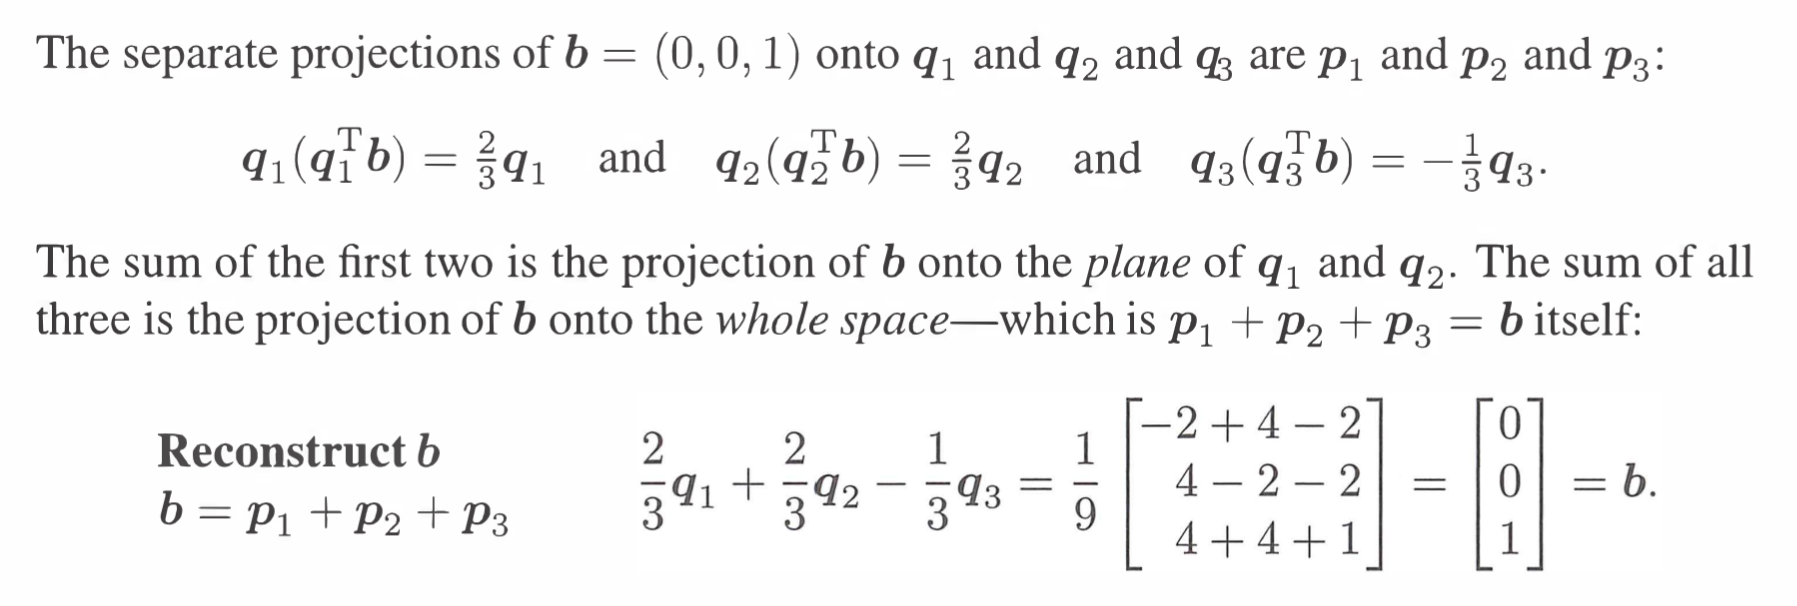 The separate projections of b = (0, 0, 1) onto q₁ and q₂ and q₃ are p₁ and p₂ and p₃:
q₁(q₁ᵀb) = ⅔q₁ and q₂(q₂ᵀb) = ⅔q₂ and q₃(q₃ᵀb) = −⅓q₃.
The sum of the first two is the projection of b onto the plane of q₁ and q₂. The sum of all
three is the projection of b onto the whole space—which is p₁ + p₂ + p₃ = b itself:
Reconstruct b
b = p₁ + p₂ + p₃
2/3 q₁ + 2/3 q₂ − 1/3 q₃ = 1/9 [−2 + 4 − 2; 4 − 2 − 2; 4 + 4 + 1] = [0; 0; 1] = b.